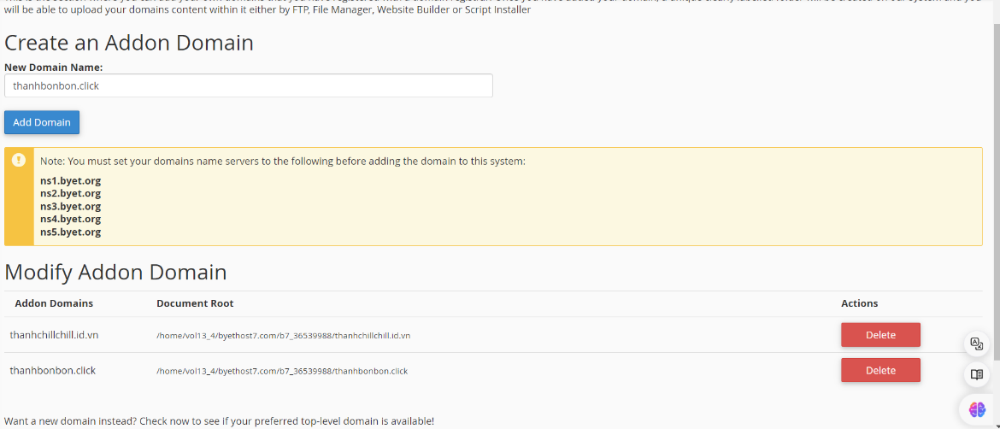 will be able to upload your domains content within it either by FTP, File Manager, Website Builder or Script Installer
Create an Addon Domain
New Domain Name:
thanhbonbon.click
Add Domain
Note: You must set your domains name servers to the following before adding the domain to this system:
ns1.byet.org
ns2.byet.org
ns3.byet.org
ns4.byet.org
ns5.byet.org
Modify Addon Domain
Addon Domains Document Root Actions
thanhchillchill.id.vn /home/vol13_4/byethost7.com/b7_36539988/thanhchillchill.id.vn Delete
thanhbonbon.click /home/vol13_4/byethost7.com/b7_36539988/thanhbonbon.click Delete
Want a new domain instead? Check now to see if your preferred top-level domain is available!